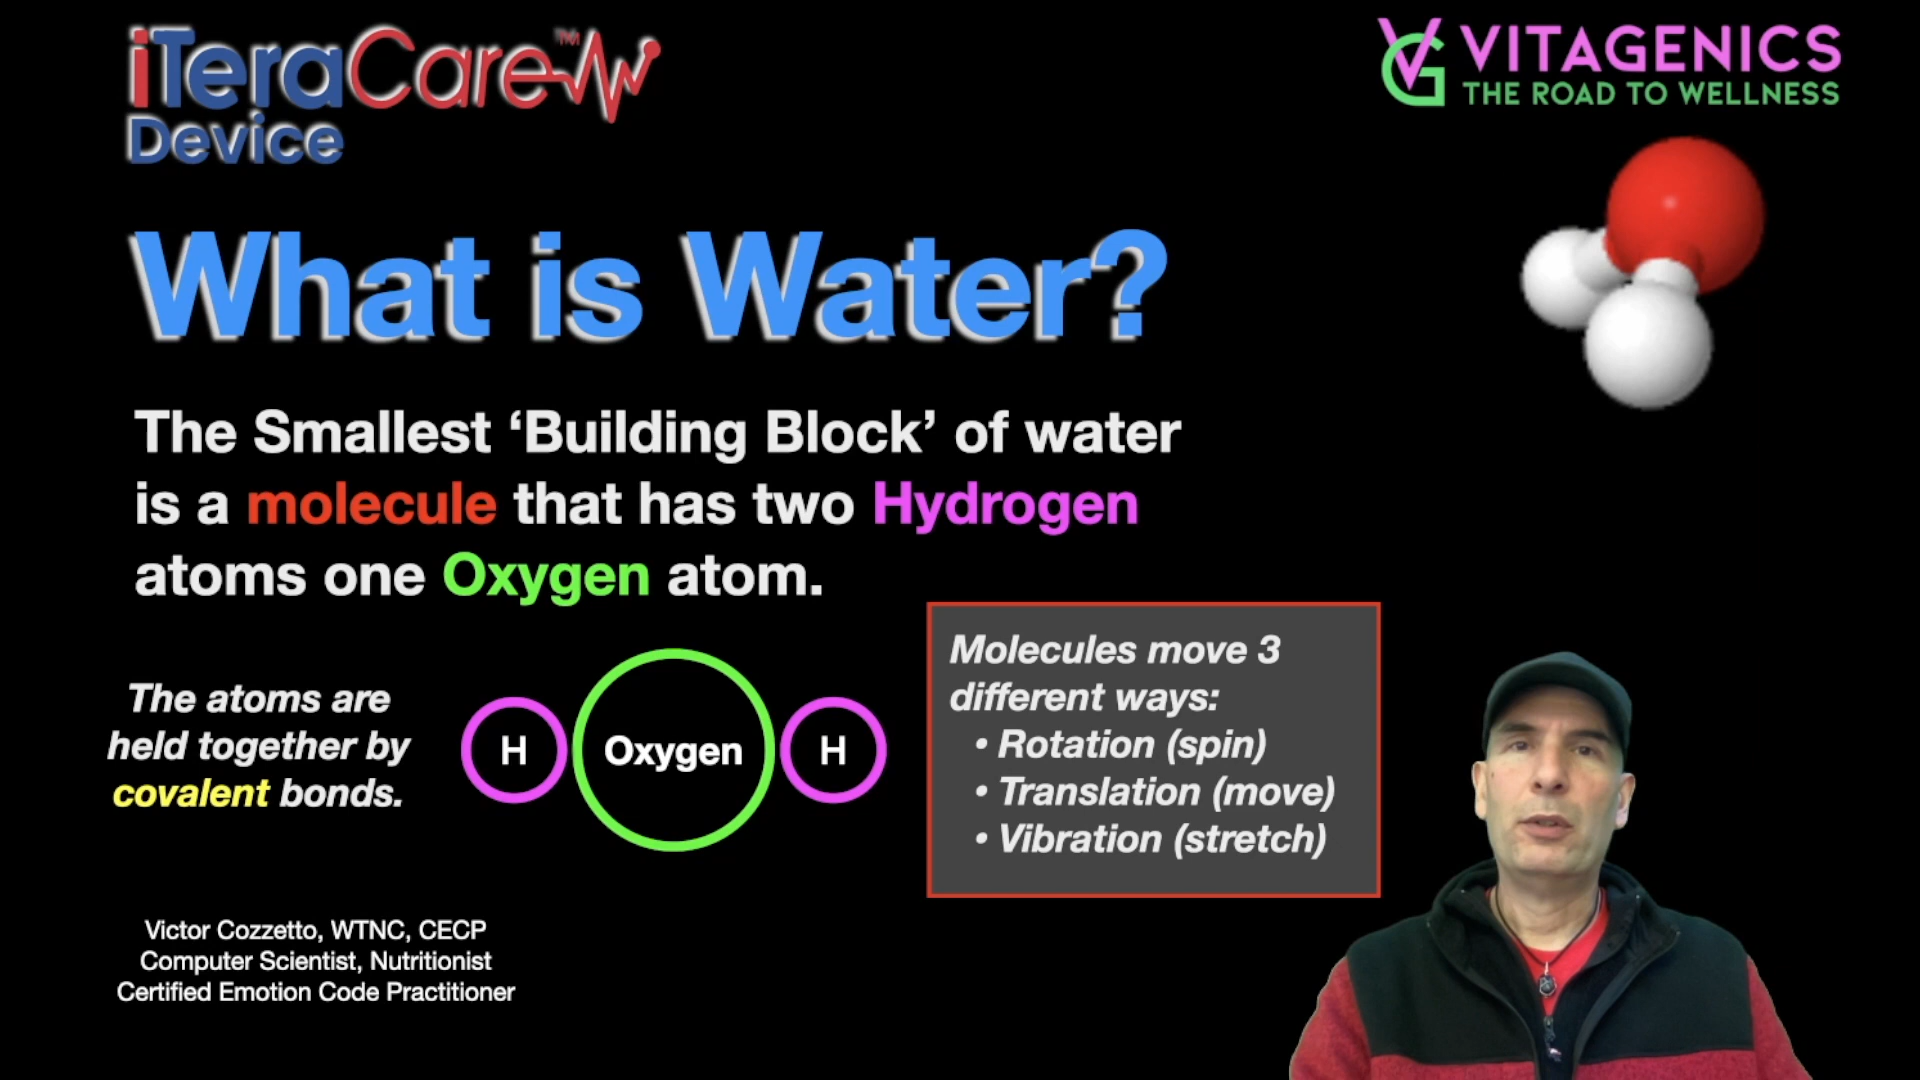 iTeraCare™
Device
VG VITAGENICS
THE ROAD TO WELLNESS
What is Water?
The Smallest ‘Building Block’ of water
is a molecule that has two Hydrogen
atoms one Oxygen atom.
The atoms are
held together by
covalent bonds.
H Oxygen H
Molecules move 3
different ways:
• Rotation (spin)
• Translation (move)
• Vibration (stretch)
Victor Cozzetto, WTNC, CECP
Computer Scientist, Nutritionist
Certified Emotion Code Practitioner